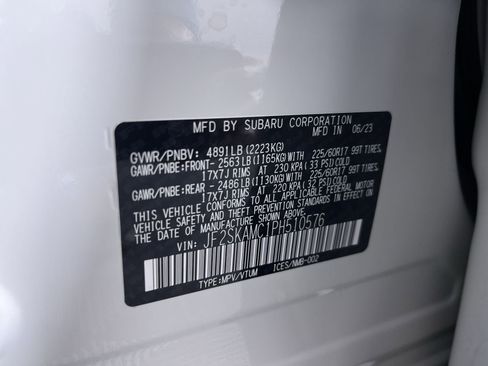 MFD BY SUBARU CORPORATION
MFD IN 06/23
GVWR/PNBV: 4891LB(2223KG)
GAWR/PNBE:FRONT- 2563LB(1165KG)WITH 225/60R17 99T TIRES
17X7J RIMS AT 230 KPA (33 PSI)COLD
GAWR/PNBE:REAR - 2486LB(1130KG)WITH 225/60R17 99T TIRES
17X7J RIMS AT 220 KPA (32 PSI)COLD
THIS VEHICLE CONFORMS TO ALL APPLICABLE U.S. FEDERAL MOTOR
VEHICLE SAFETY AND THEFT PREVENTION STANDARDS IN EFFECT
ON THE DATE OF MANUFACTURE SHOWN ABOVE.
VIN: JF2SKAMC1PH510576
TYPE:MPV/VTUM ICES/NMB-002